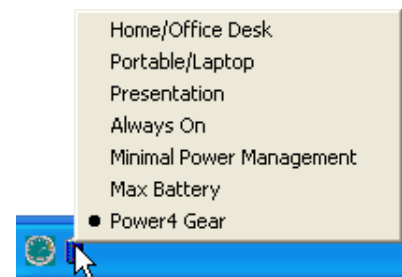 Home/Office Desk
Portable/Laptop
Presentation
Always On
Minimal Power Management
Max Battery
Power4 Gear